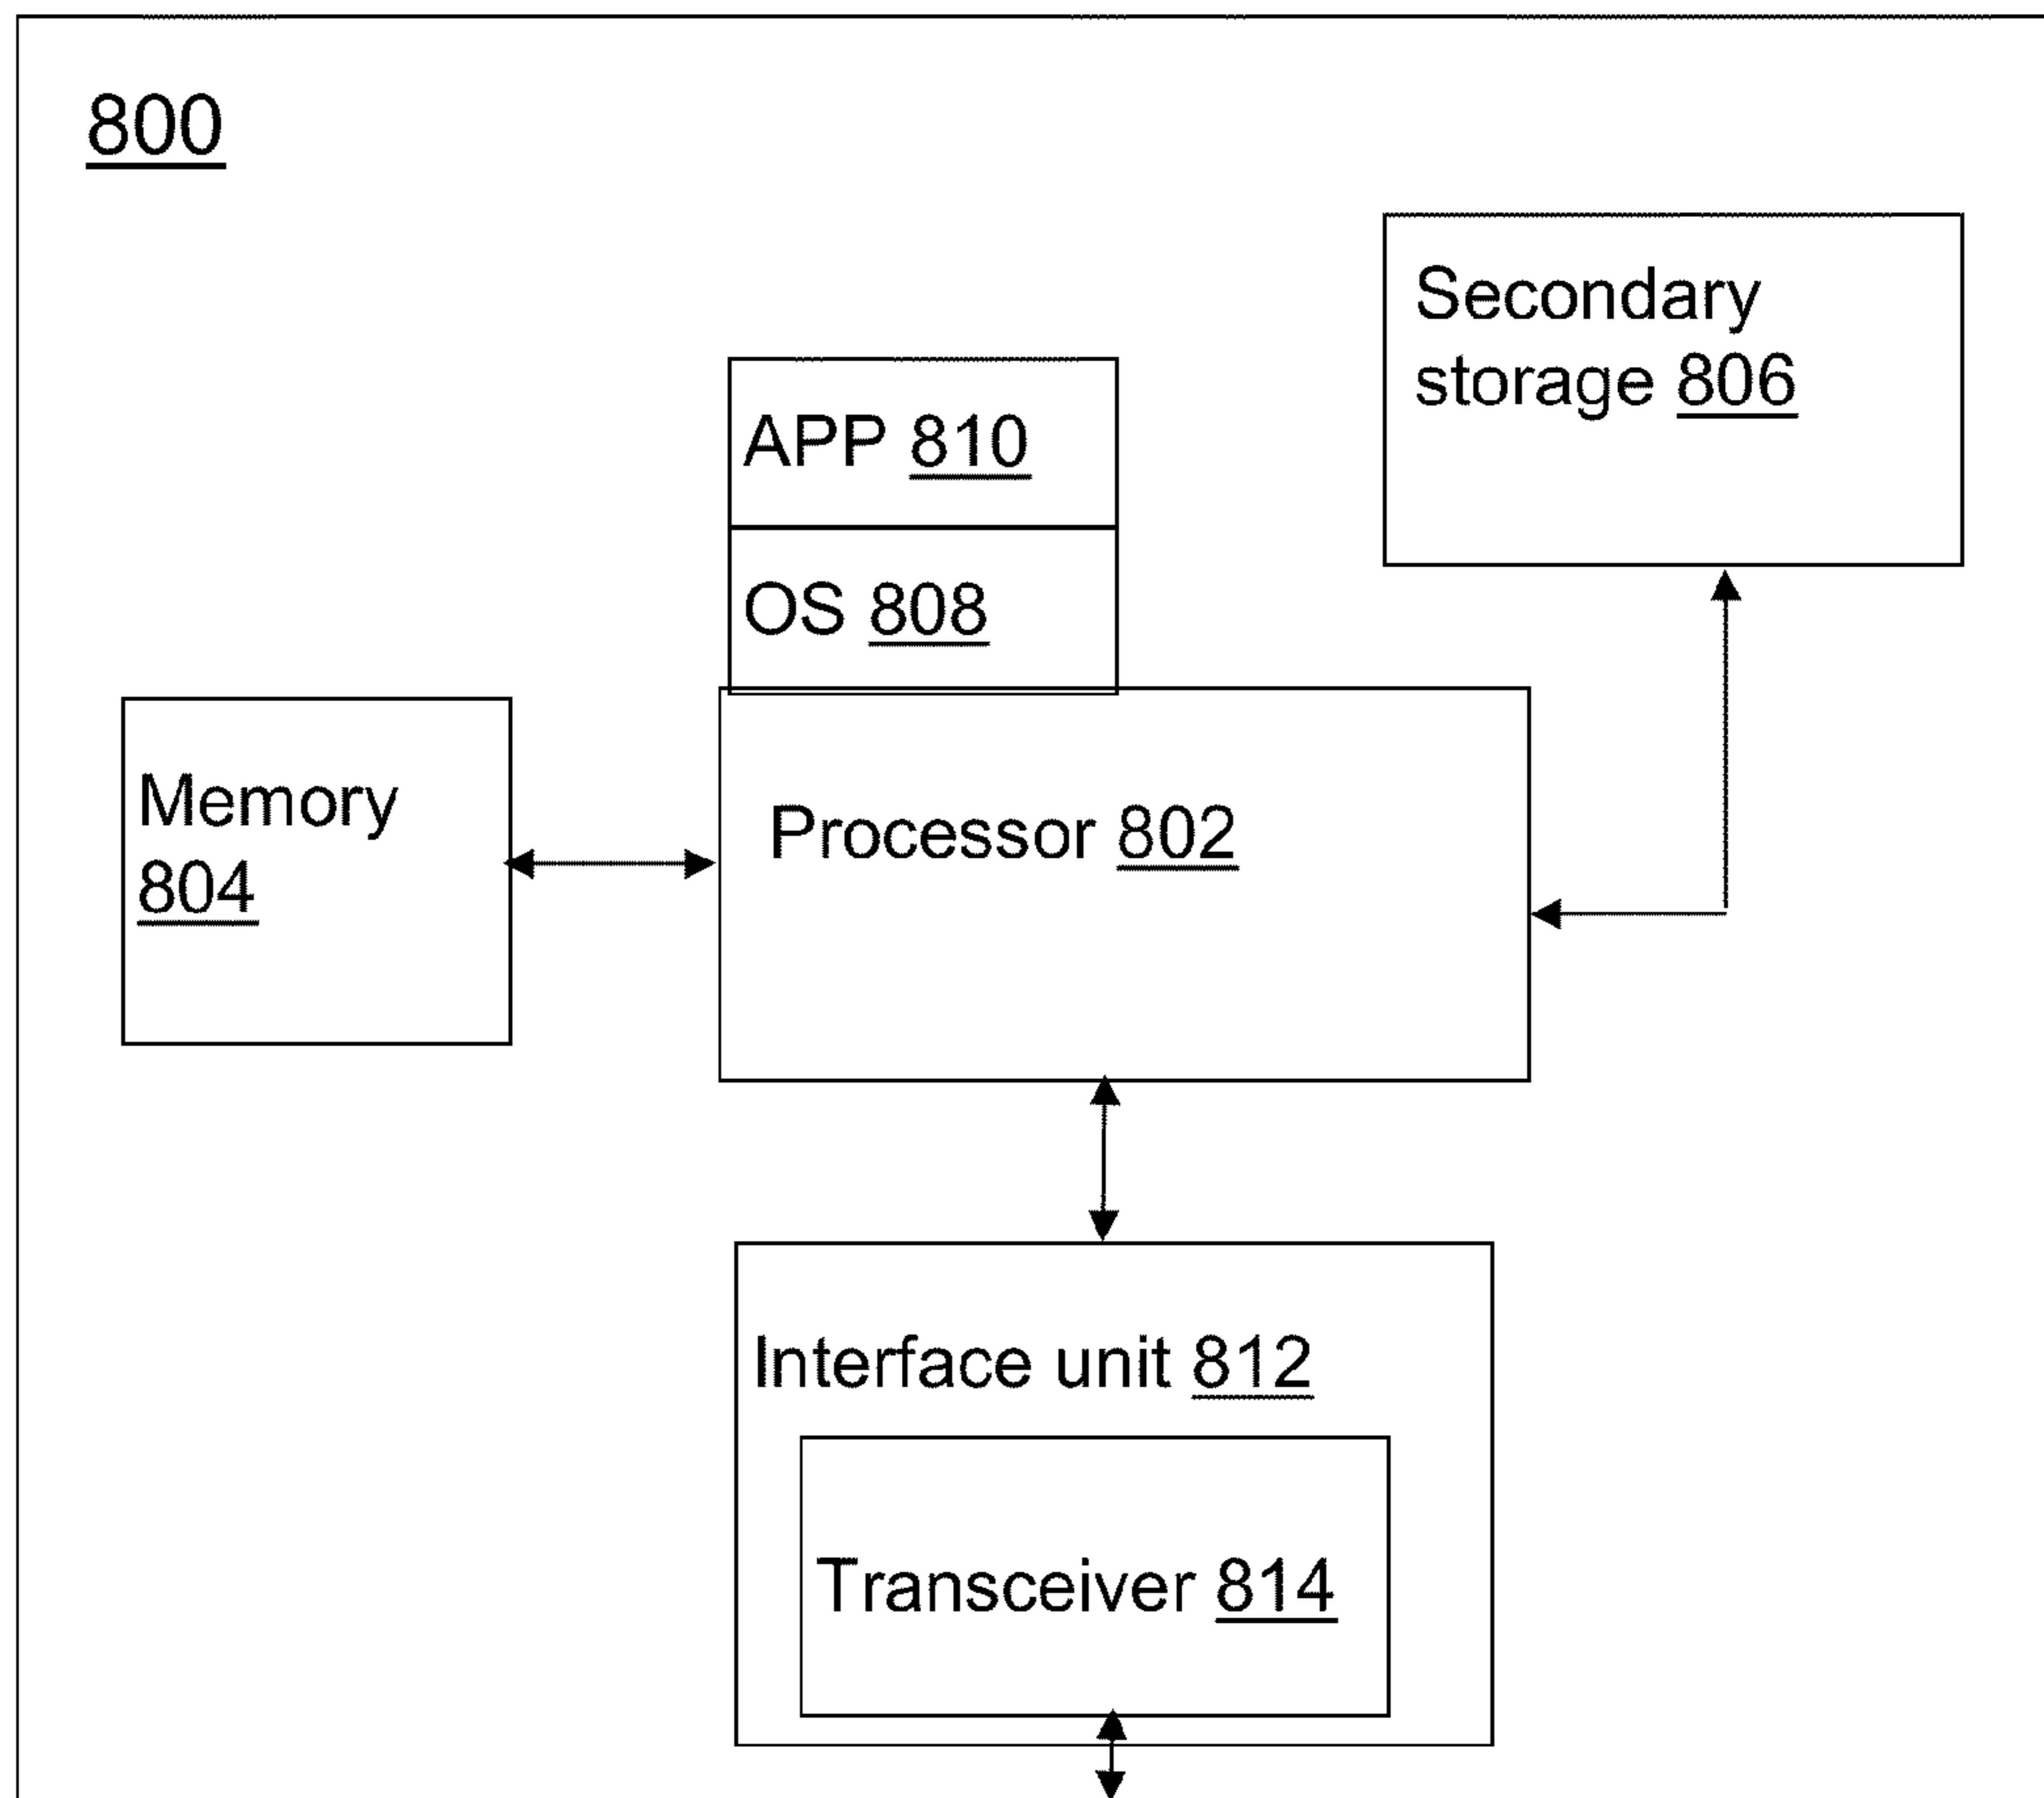 800
Secondary
storage 806
APP 810
OS 808
Memory
804
Processor 802
Interface unit 812
Transceiver 814